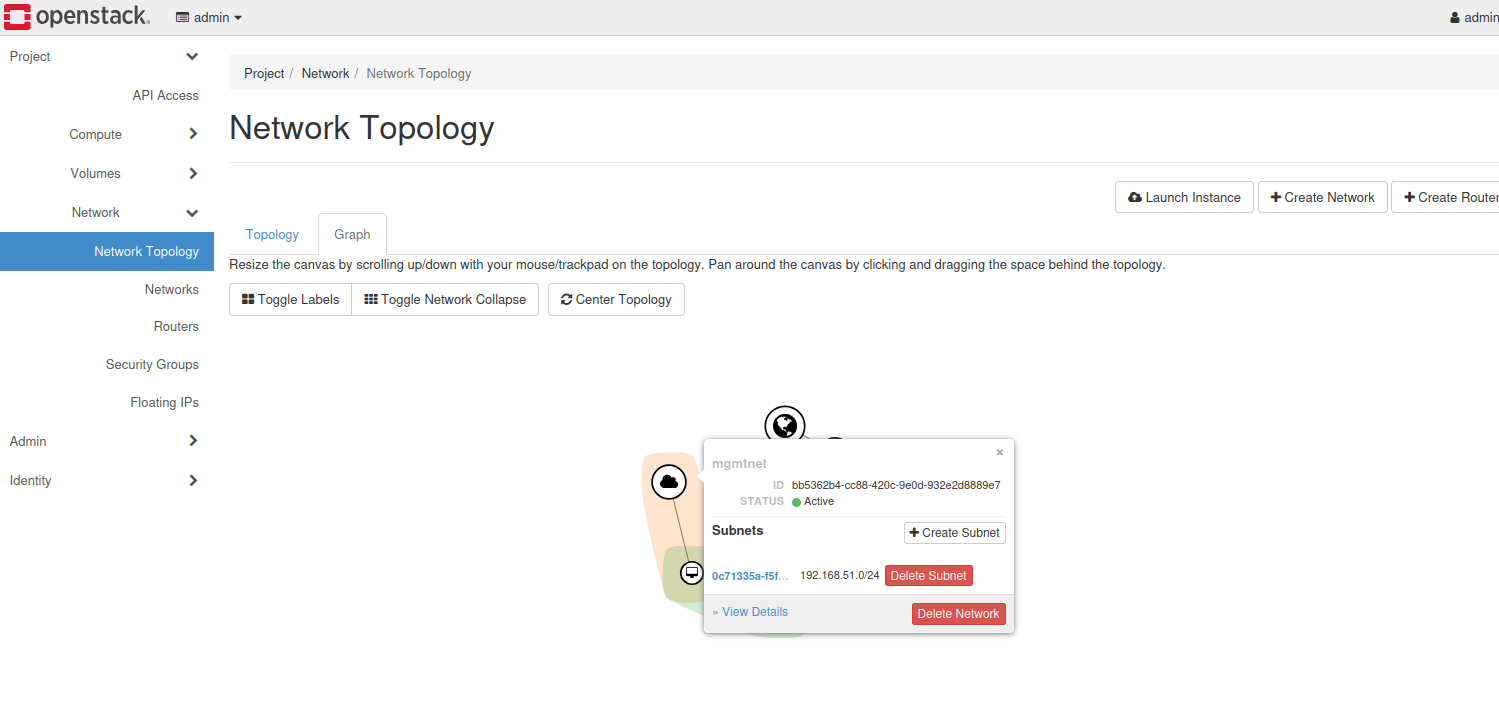 openstack.
admin
admin
Project
API Access
Compute
Volumes
Network
Network Topology
Networks
Routers
Security Groups
Floating IPs
Admin
Identity
Project / Network / Network Topology
Network Topology
Launch Instance
Create Network
Create Router
Topology
Graph
Resize the canvas by scrolling up/down with your mouse/trackpad on the topology. Pan around the canvas by clicking and dragging the space behind the topology.
Toggle Labels
Toggle Network Collapse
Center Topology
×
mgmtnet
ID bb5362b4-cc88-420c-9e0d-932e2d8889e7
STATUS Active
Subnets
Create Subnet
0c71335a-f5f... 192.168.51.0/24 Delete Subnet
» View Details
Delete Network